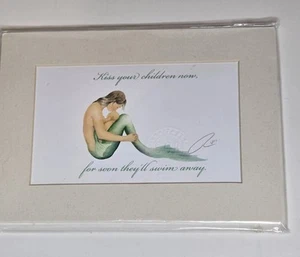 Kiss your children now,
for soon they'll swim away.